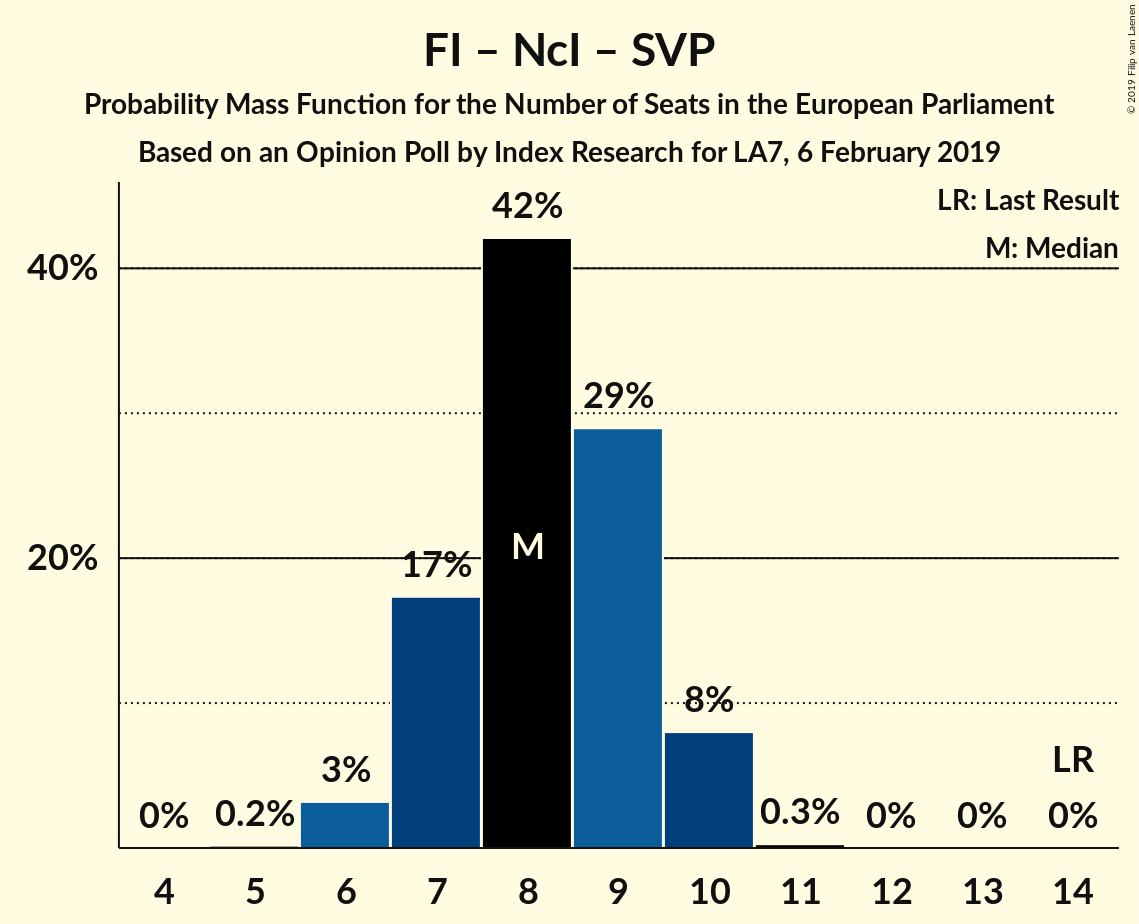 FI – NcI – SVP
Probability Mass Function for the Number of Seats in the European Parliament
Based on an Opinion Poll by Index Research for LA7, 6 February 2019
© 2019 Filip van Laenen
LR: Last Result
M: Median
40%
20%
0%
0.2%
3%
17%
42%
M
29%
8%
0.3%
0%
0%
LR
0%
4 5 6 7 8 9 10 11 12 13 14